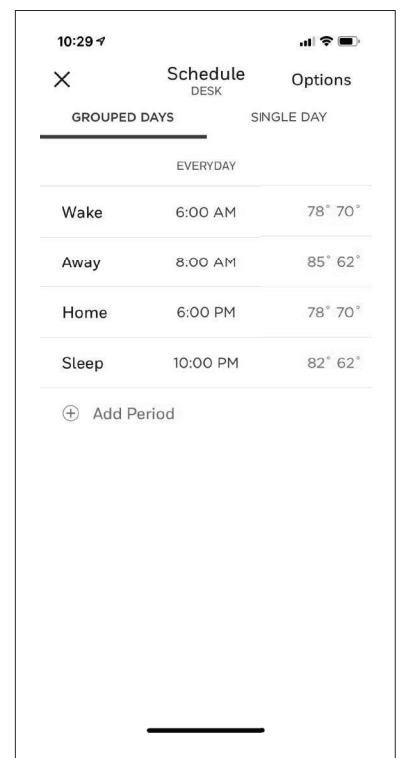 10:29
Schedule Options
DESK
GROUPED DAYS SINGLE DAY
EVERYDAY
Wake 6:00 AM 78° 70°
Away 8:00 AM 85° 62°
Home 6:00 PM 78° 70°
Sleep 10:00 PM 82° 62°
Add Period